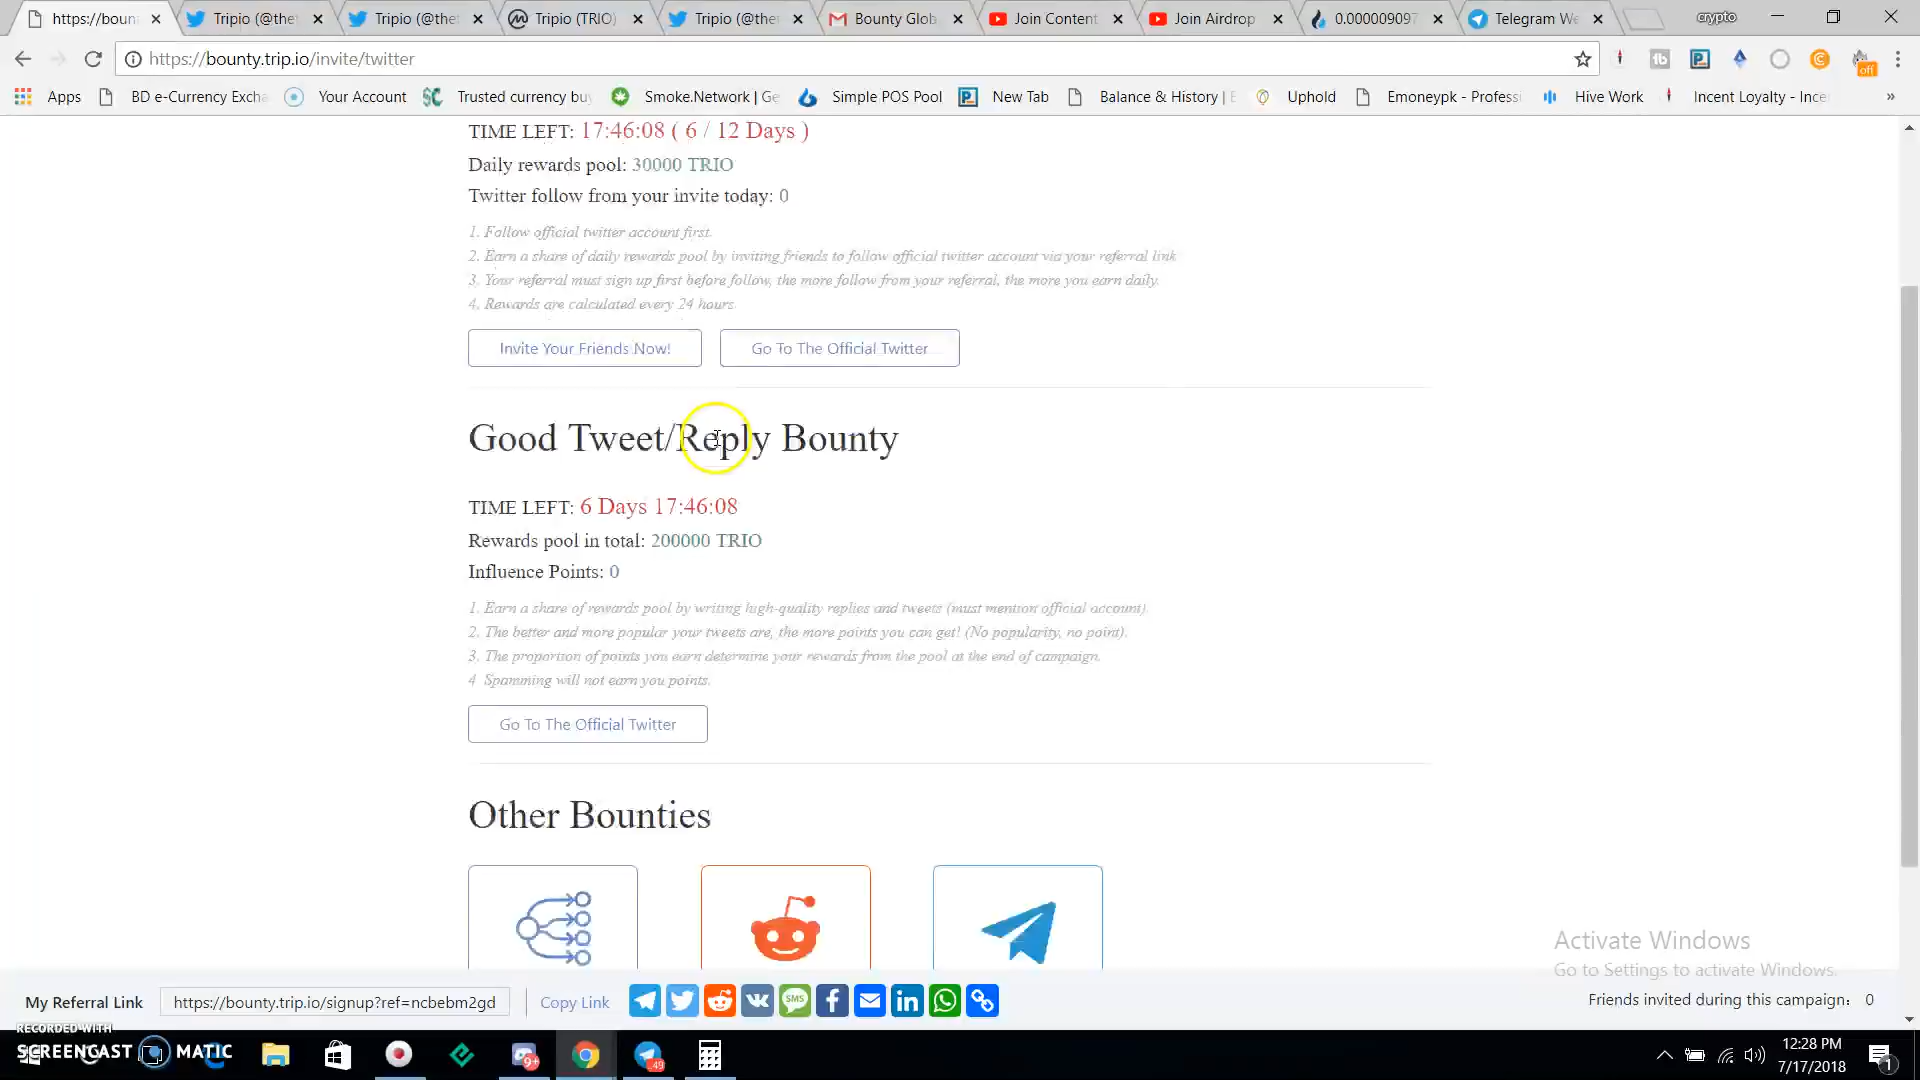 https://boun
Tripio (@the
Tripio (@the
Tripio (TRIO)
Tripio (@the
Bounty Glob
Join Content
Join Airdrop
0.000009097
Telegram We
crypto
https://bounty.trip.io/invite/twitter
off
Apps
BD e-Currency Excha
Your Account
Trusted currency bu
Smoke.Network | Ge
Simple POS Pool
New Tab
Balance & History | E
Uphold
Emoneypk - Professi
Hive Work
Incent Loyalty - Ince
»
TIME LEFT: 17:46:08 ( 6 / 12 Days )
Daily rewards pool: 30000 TRIO
Twitter follow from your invite today: 0
1. Follow official twitter account first.
2. Earn a share of daily rewards pool by inviting friends to follow official twitter account via your referral link
3. Your referral must sign up first before follow, the more follow from your referral, the more you earn daily.
4. Rewards are calculated every 24 hours.
Invite Your Friends Now!
Go To The Official Twitter
Good Tweet/Reply Bounty
TIME LEFT: 6 Days 17:46:08
Rewards pool in total: 200000 TRIO
Influence Points: 0
1. Earn a share of rewards pool by writing high-quality replies and tweets (must mention official account).
2. The better and more popular your tweets are, the more points you can get! (No popularity, no point).
3. The proportion of points you earn determine your rewards from the pool at the end of campaign.
4 Spamming will not earn you points.
Go To The Official Twitter
Other Bounties
Activate Windows
Go to Settings to activate Windows.
My Referral Link
https://bounty.trip.io/signup?ref=ncbebm2gd
Copy Link
SMS
Friends invited during this campaign: 0
RECORDED WITH
SCREENCAST MATIC
9+
49
12:28 PM
7/17/2018
1